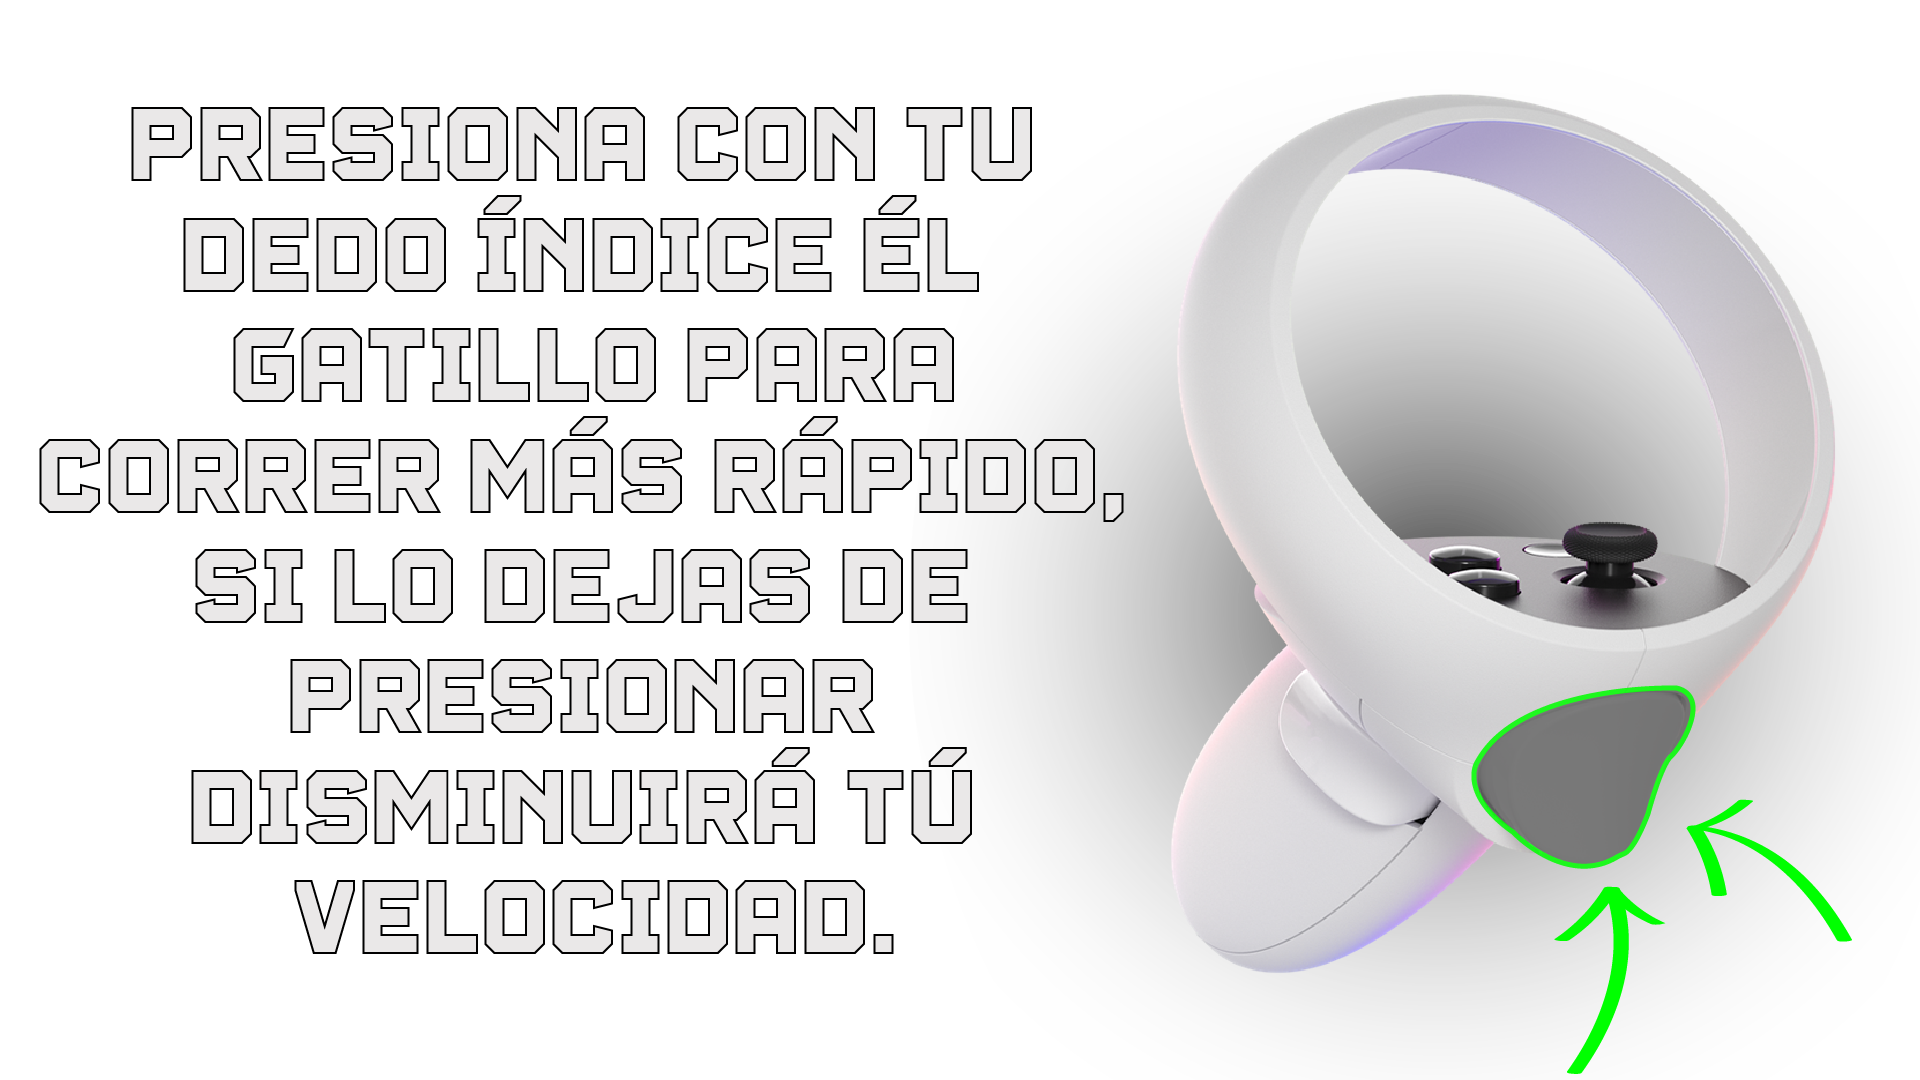 PRESIONA CON TU
DEDO ÍNDICE ÉL
GATILLO PARA
CORRER MÁS RÁPIDO,
SI LO DEJAS DE
PRESIONAR
DISMINUIRÁ TÚ
VELOCIDAD.